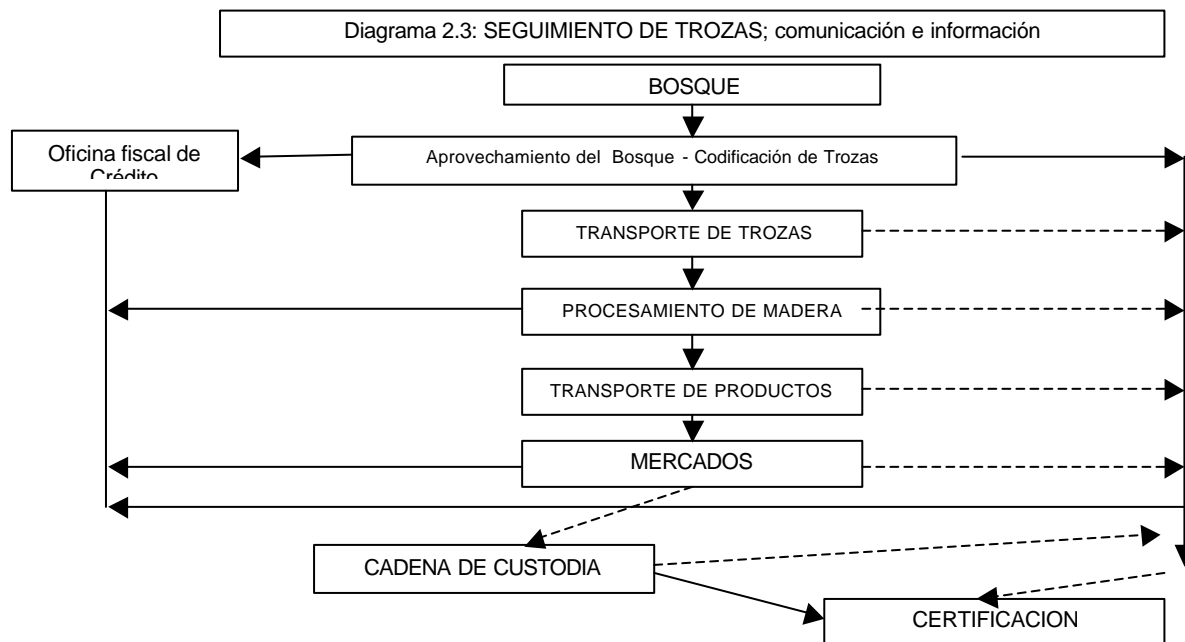 Diagrama 2.3: SEGUIMIENTO DE TROZAS; comunicación e información
BOSQUE
Oficina fiscal de
Crédito
Aprovechamiento del Bosque - Codificación de Trozas
TRANSPORTE DE TROZAS
PROCESAMIENTO DE MADERA
TRANSPORTE DE PRODUCTOS
MERCADOS
CADENA DE CUSTODIA
CERTIFICACION